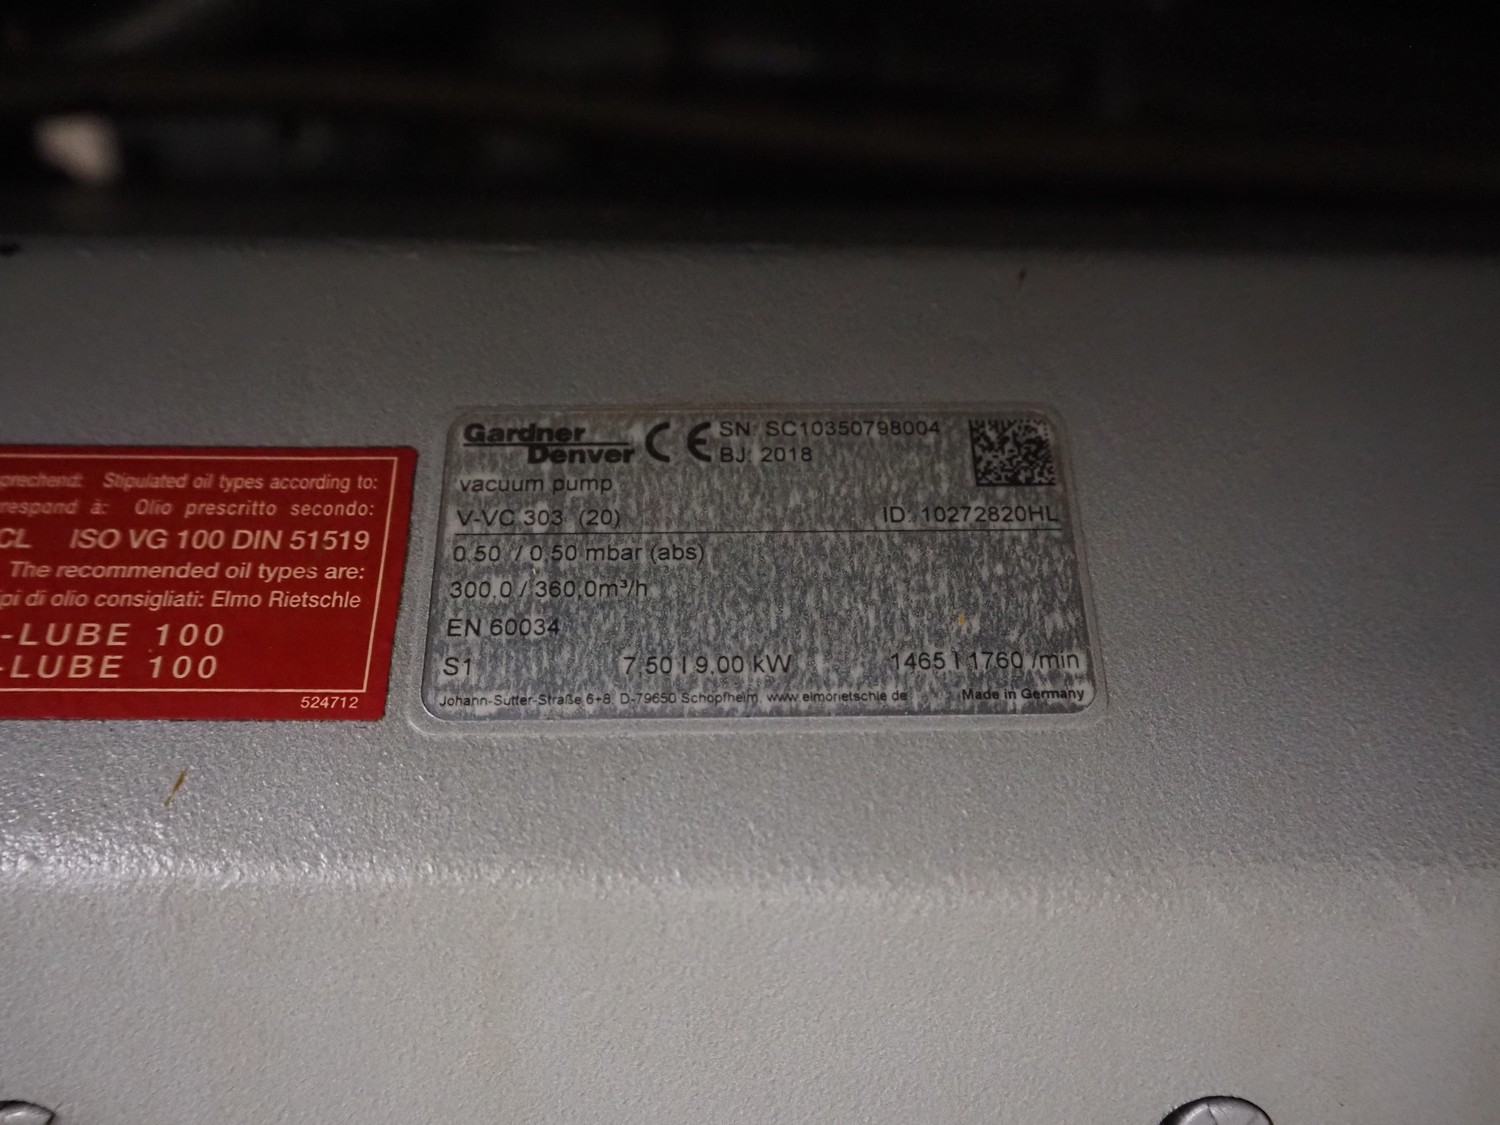 prechend: Stipulated oil types according to:
respond à: Olio prescritto secondo:
CL ISO VG 100 DIN 51519
The recommended oil types are:
ipi di olio consigliati: Elmo Rietschle
-LUBE 100
-LUBE 100
524712
Gardner
Denver
CE
SN: SC10350798004
BJ: 2018
vacuum pump
V-VC 303 (20)
ID: 10272820HL
0.50 / 0,50 mbar (abs)
300.0 / 360,0m³/h
EN 60034
S1 7.50 | 9,00 kW 1465 | 1760 /min
Johann-Sutter-Straße 6+8, D-79650 Schopfheim, www.elmorietschle.de Made in Germany